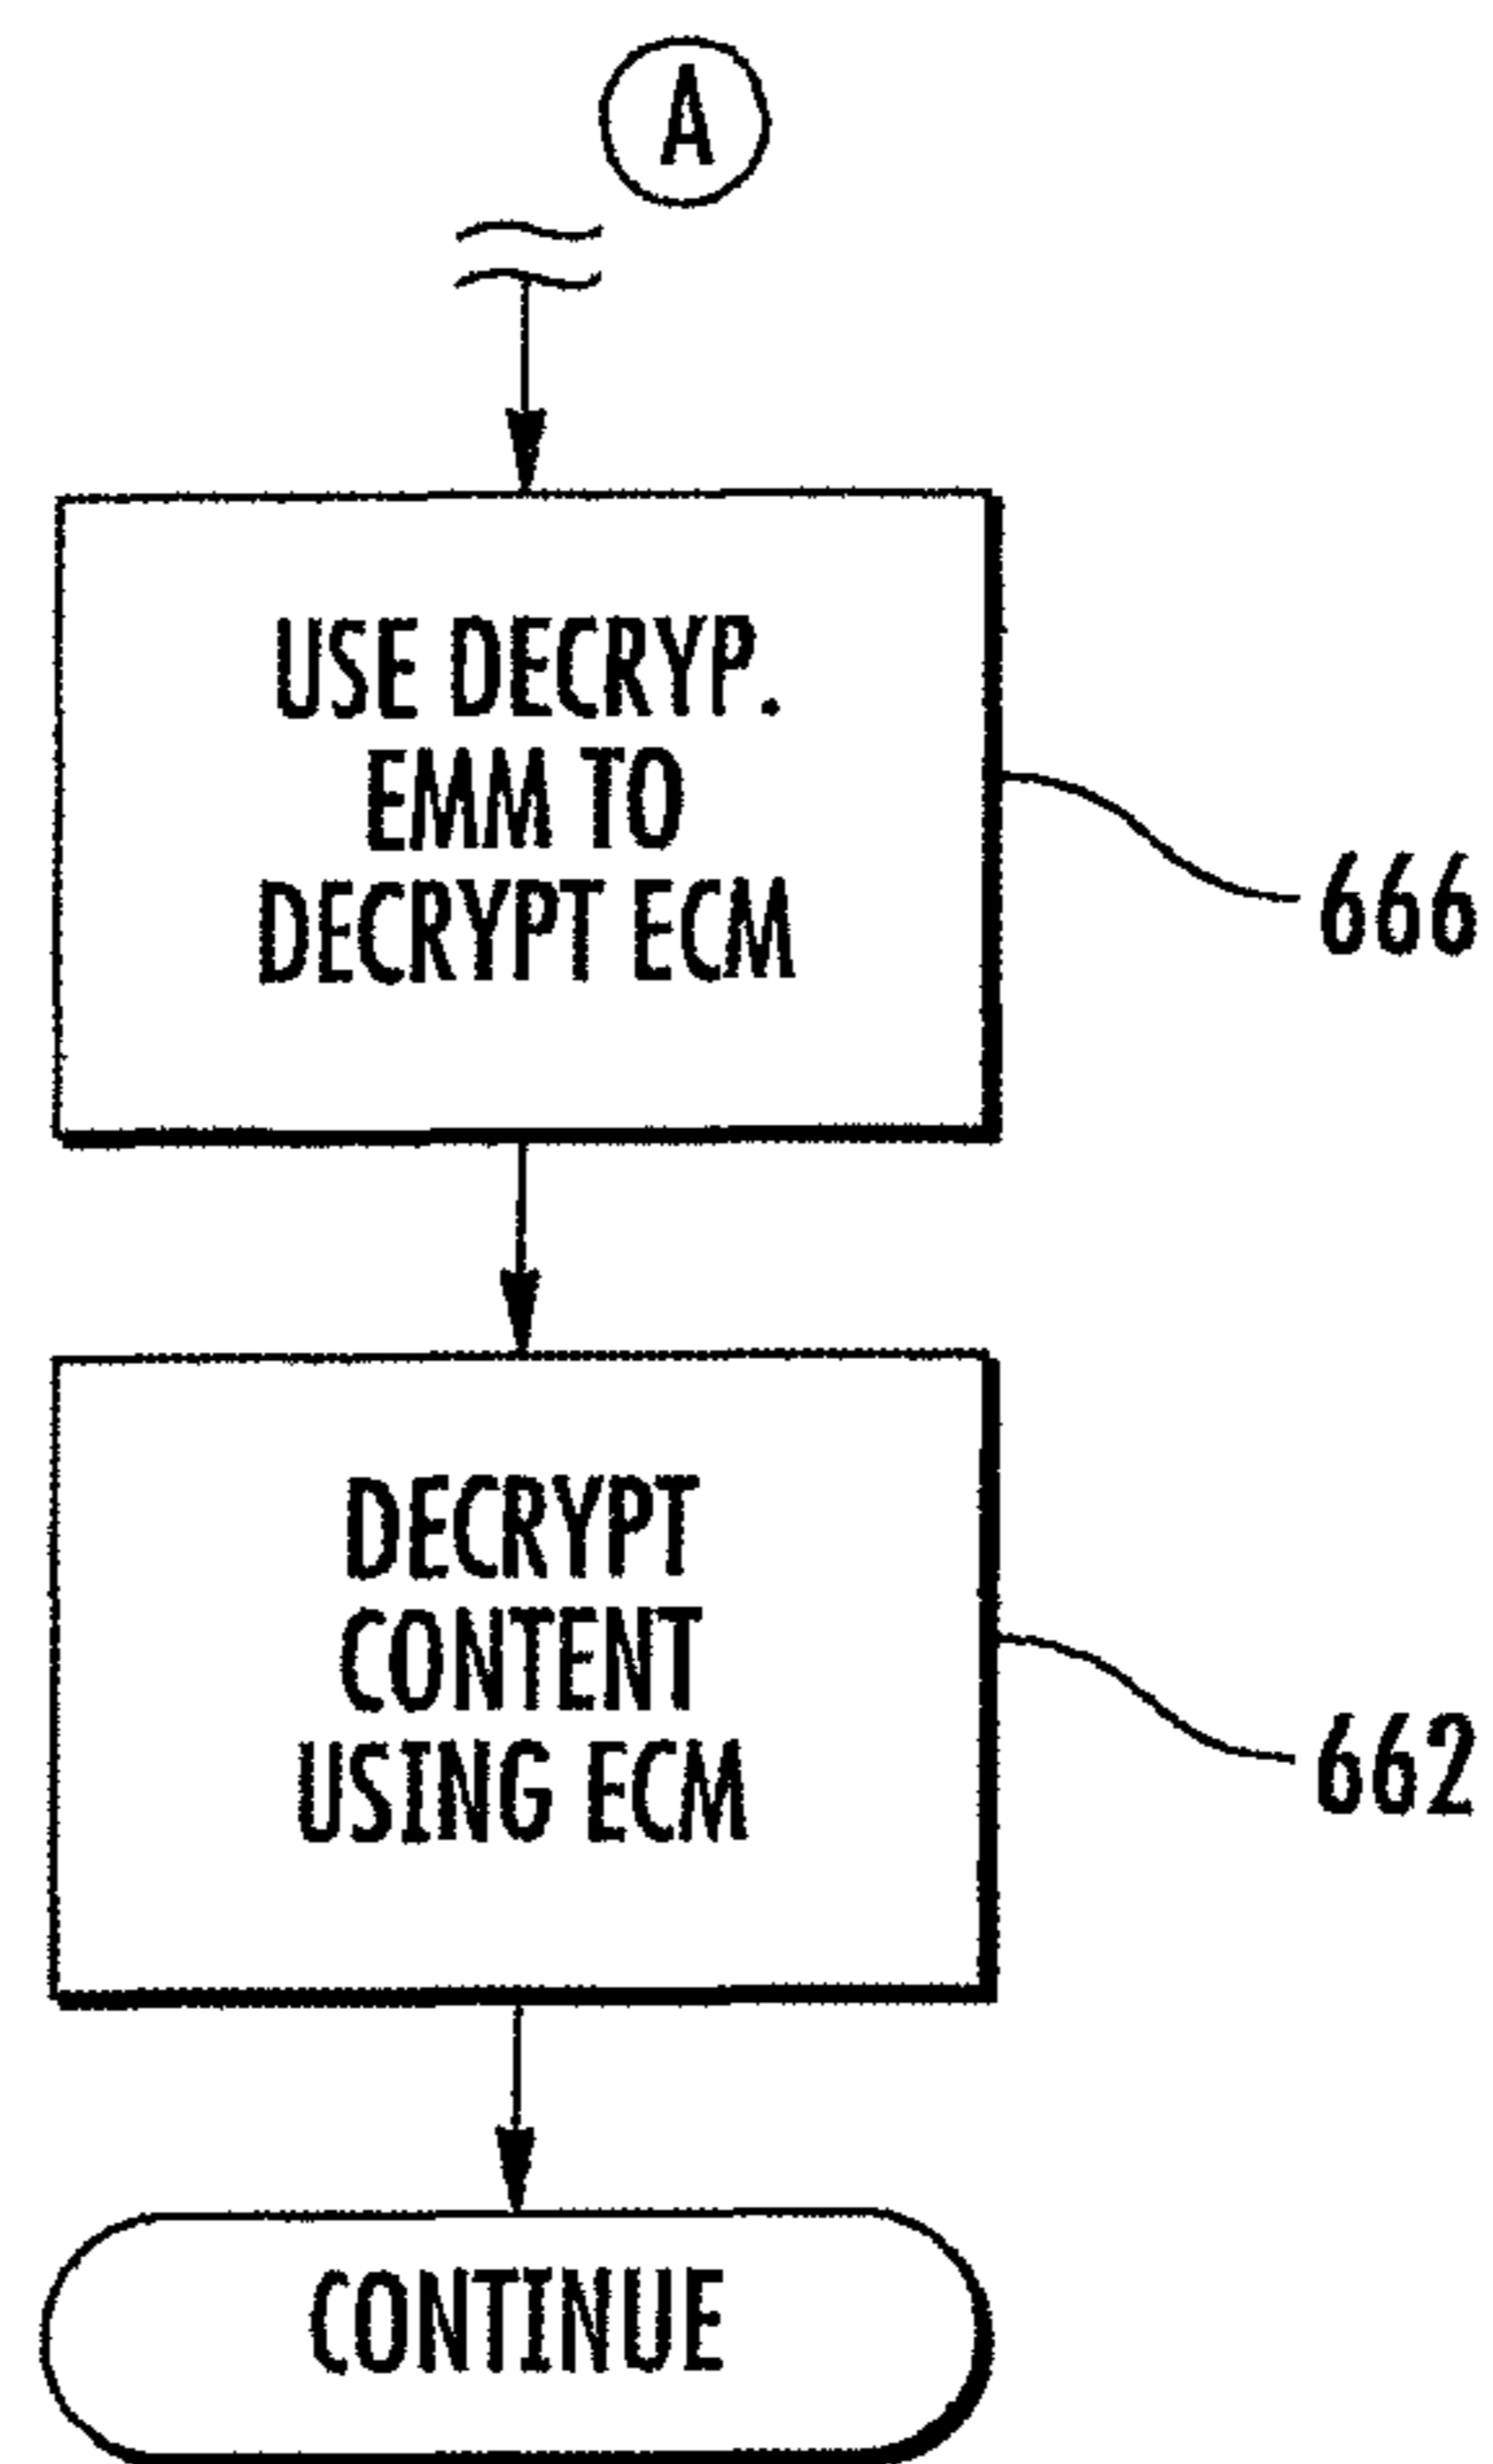 A
USE DECRYP.
EMM TO
DECRYPT ECM
666
DECRYPT
CONTENT
USING ECM
662
CONTINUE